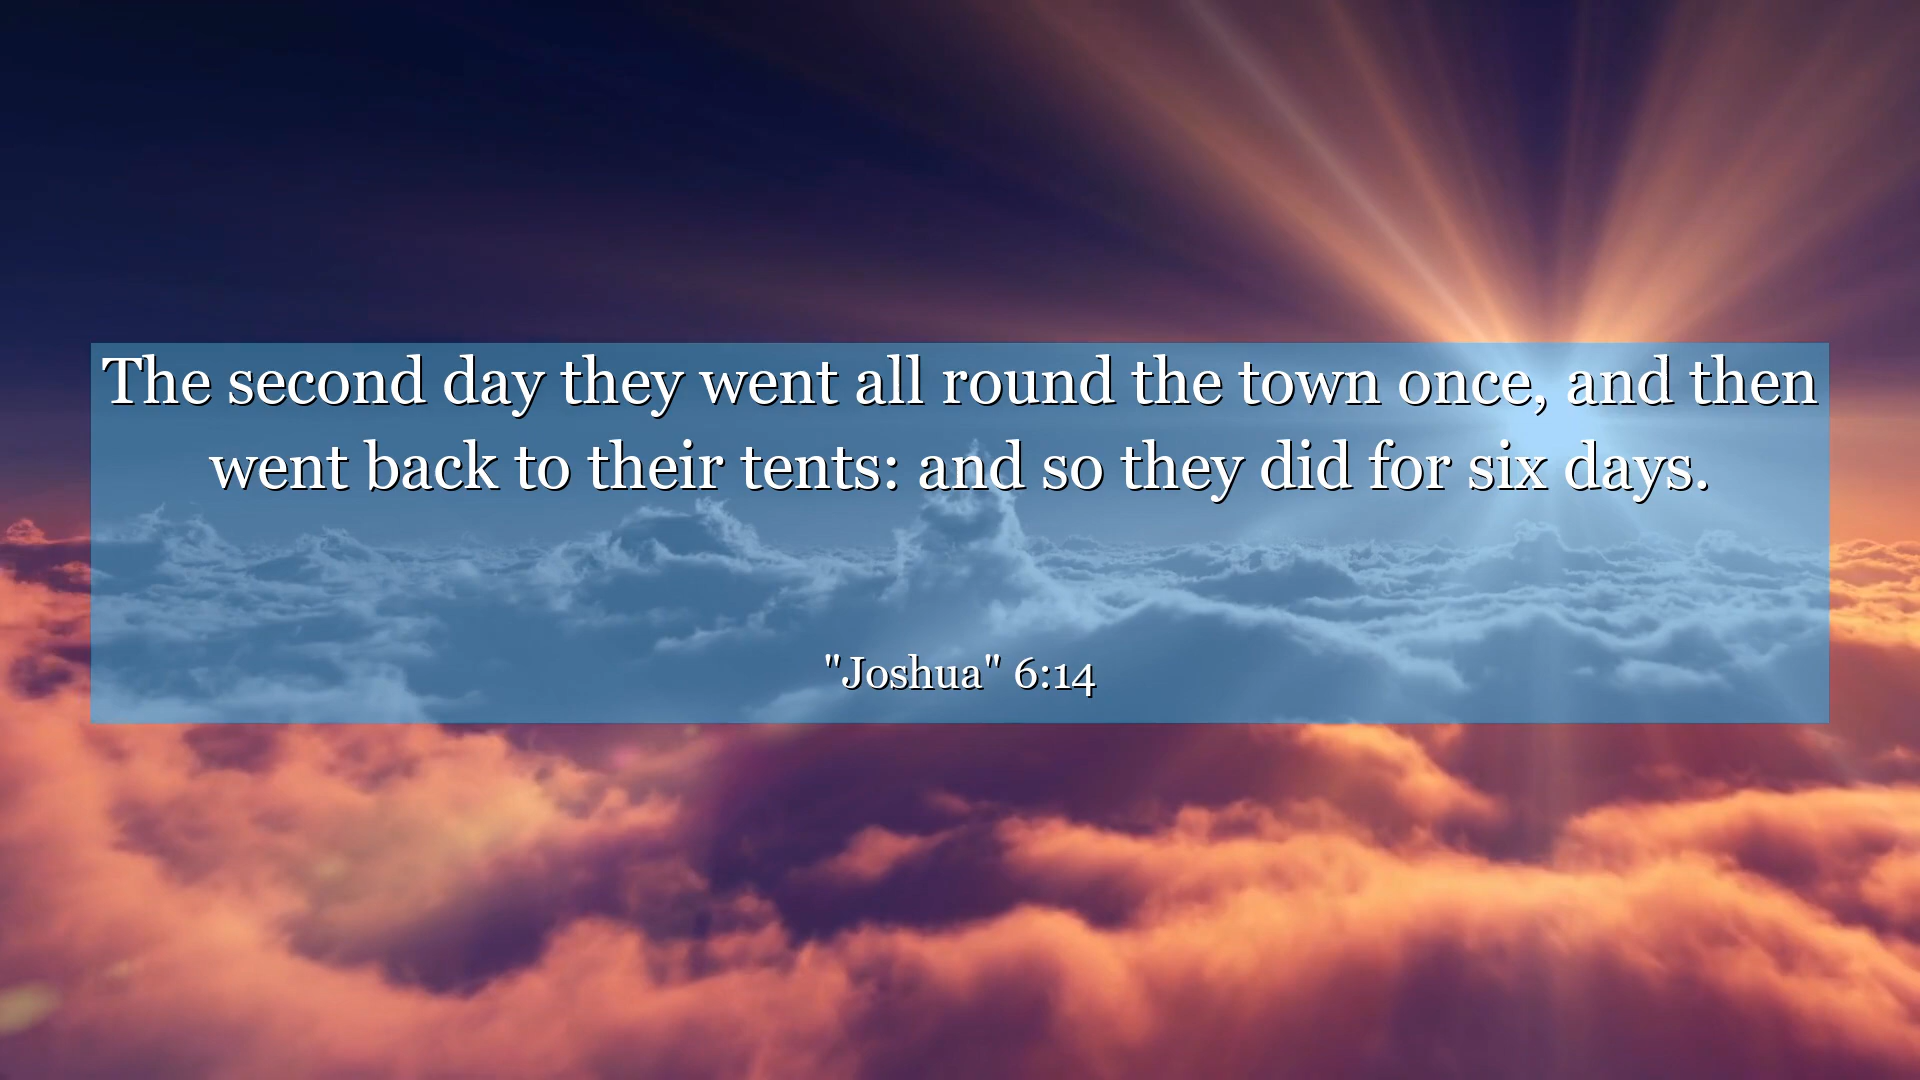 The second day they went all round the town once, and then
went back to their tents: and so they did for six days.
"Joshua" 6:14